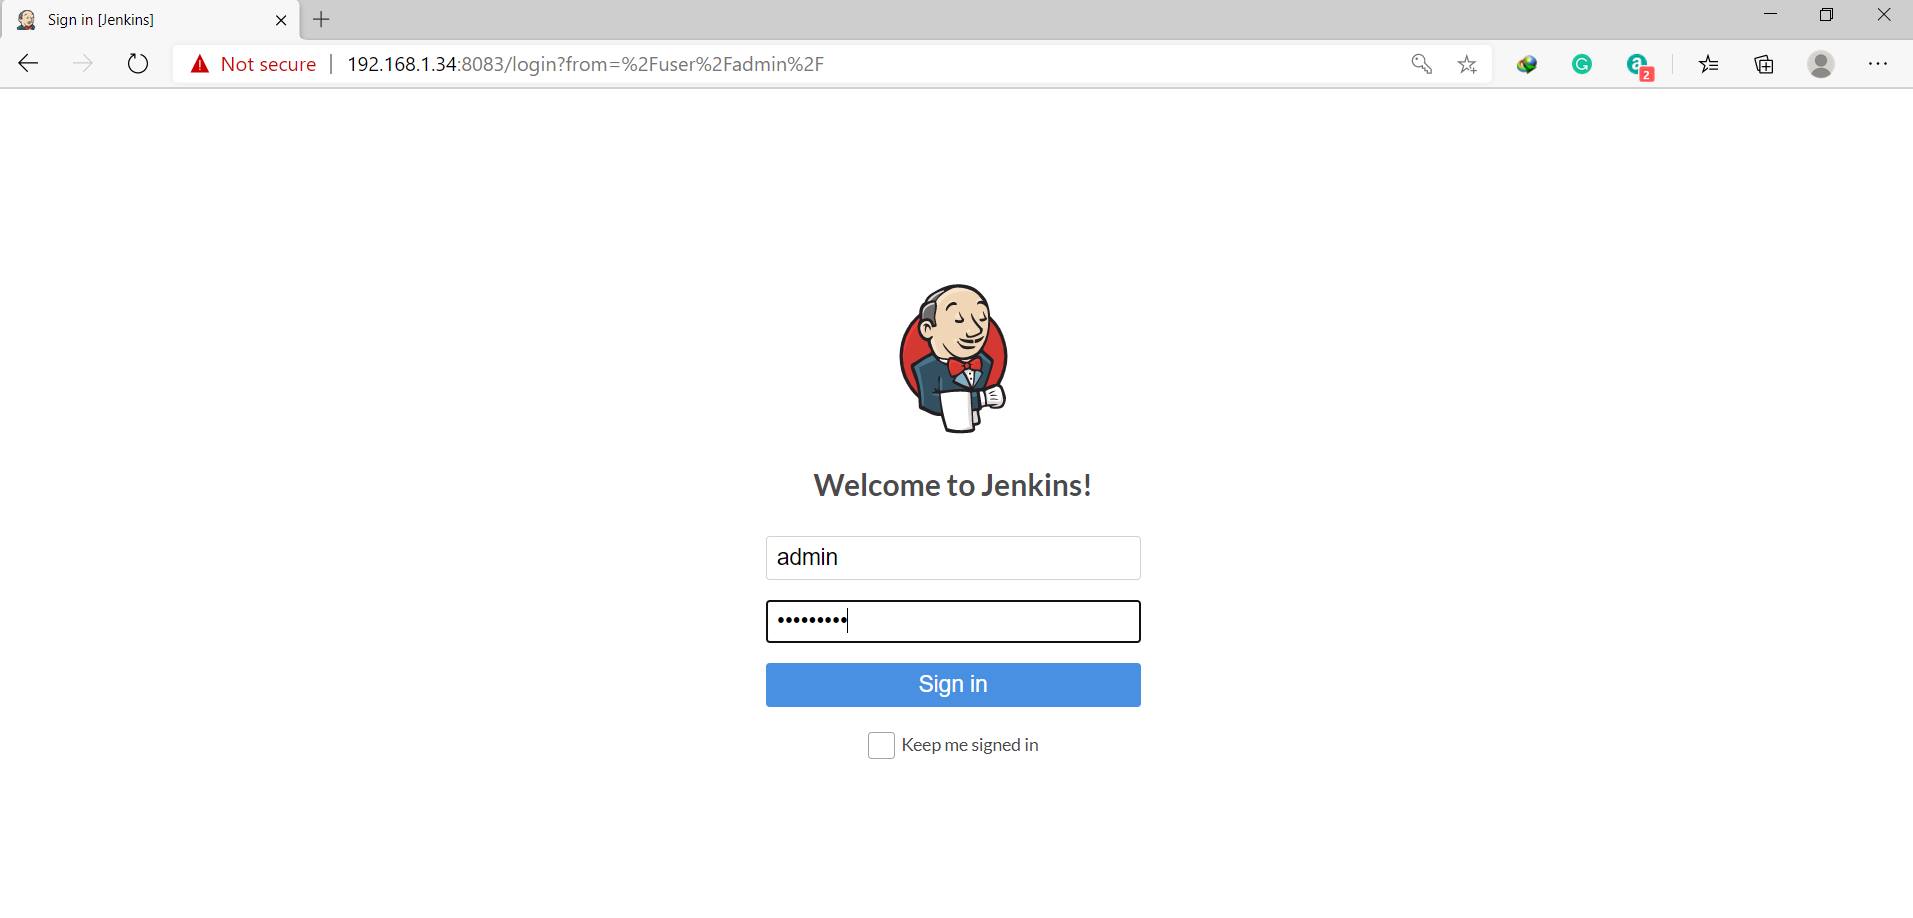 Sign in [Jenkins]
Not secure | 192.168.1.34:8083/login?from=%2Fuser%2Fadmin%2F
2
Welcome to Jenkins!
admin
•••••••••
Sign in
Keep me signed in